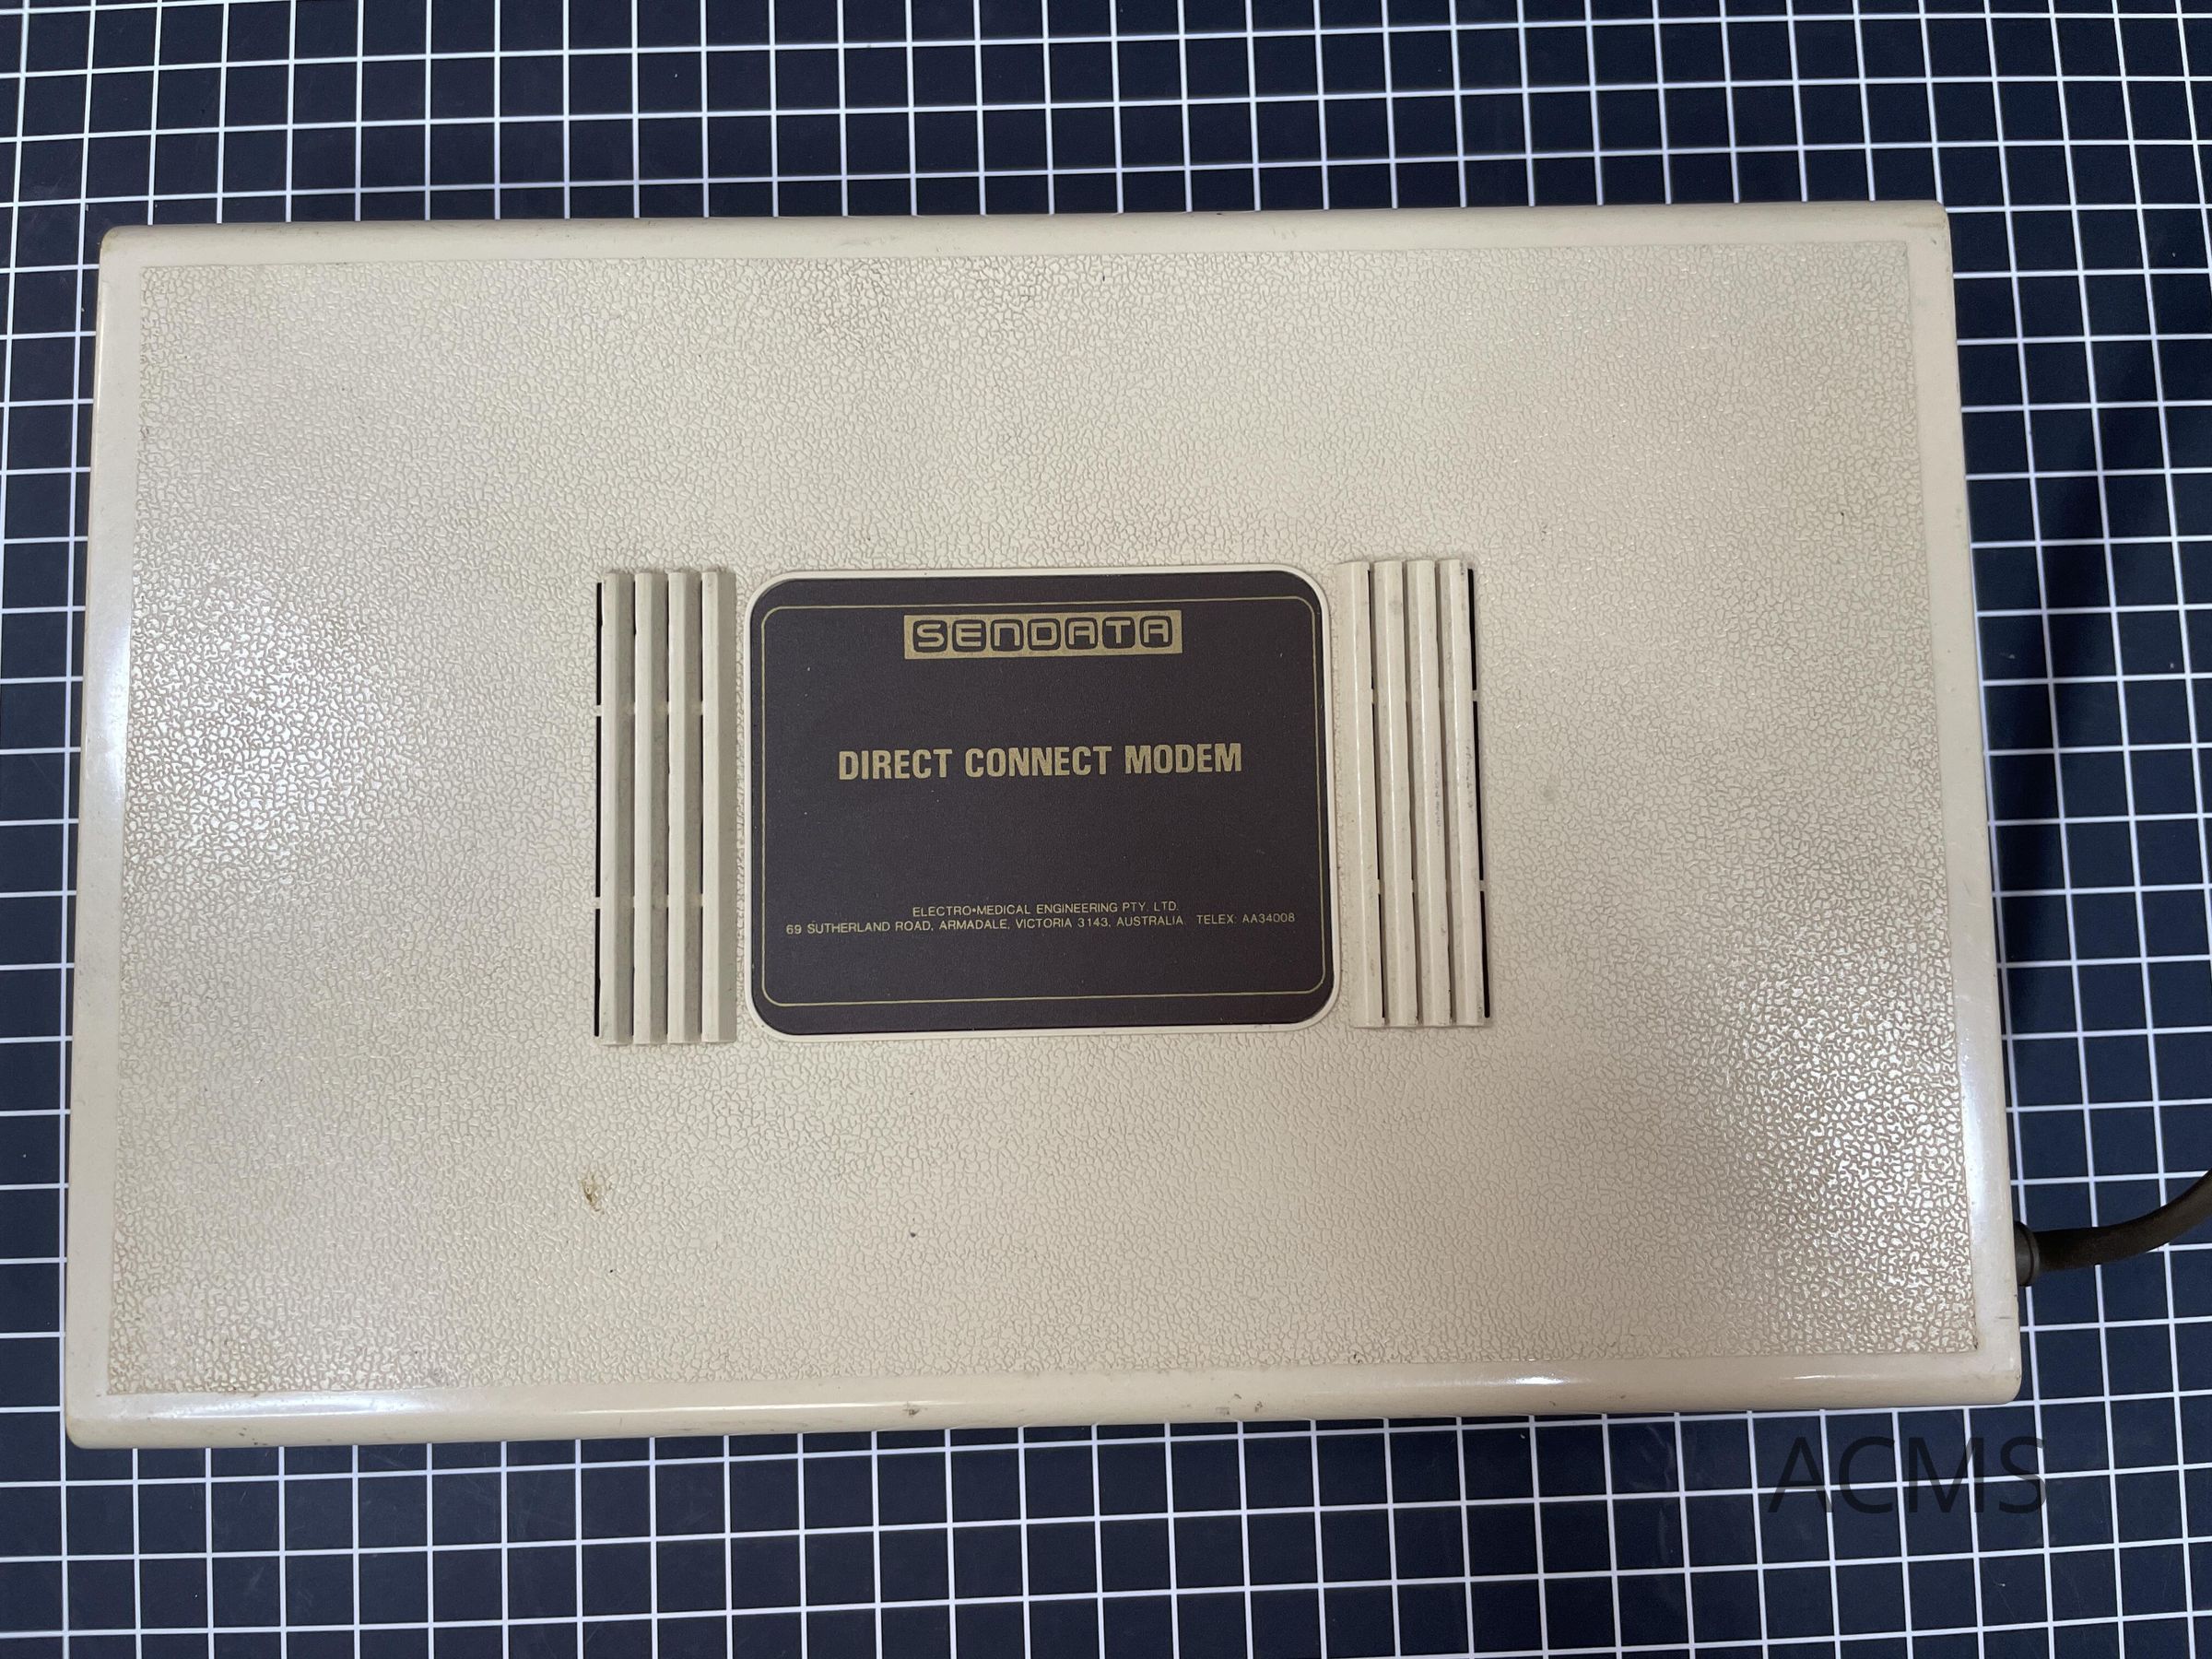 SENDATA
DIRECT CONNECT MODEM
ELECTRO•MEDICAL ENGINEERING PTY. LTD.
69 SUTHERLAND ROAD, ARMADALE, VICTORIA 3143, AUSTRALIA TELEX: AA34008
ACMS